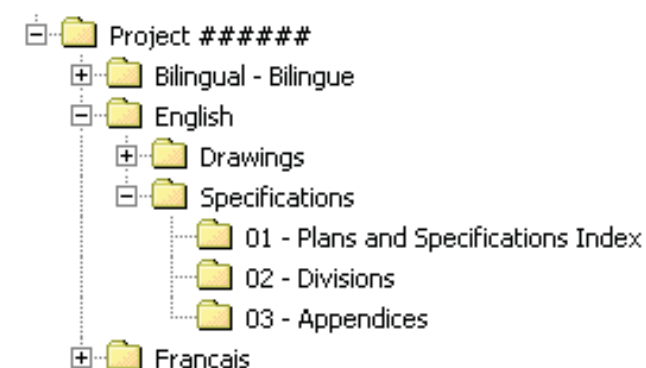 Project ######
Bilingual - Bilingue
English
Drawings
Specifications
01 - Plans and Specifications Index
02 - Divisions
03 - Appendices
Francais